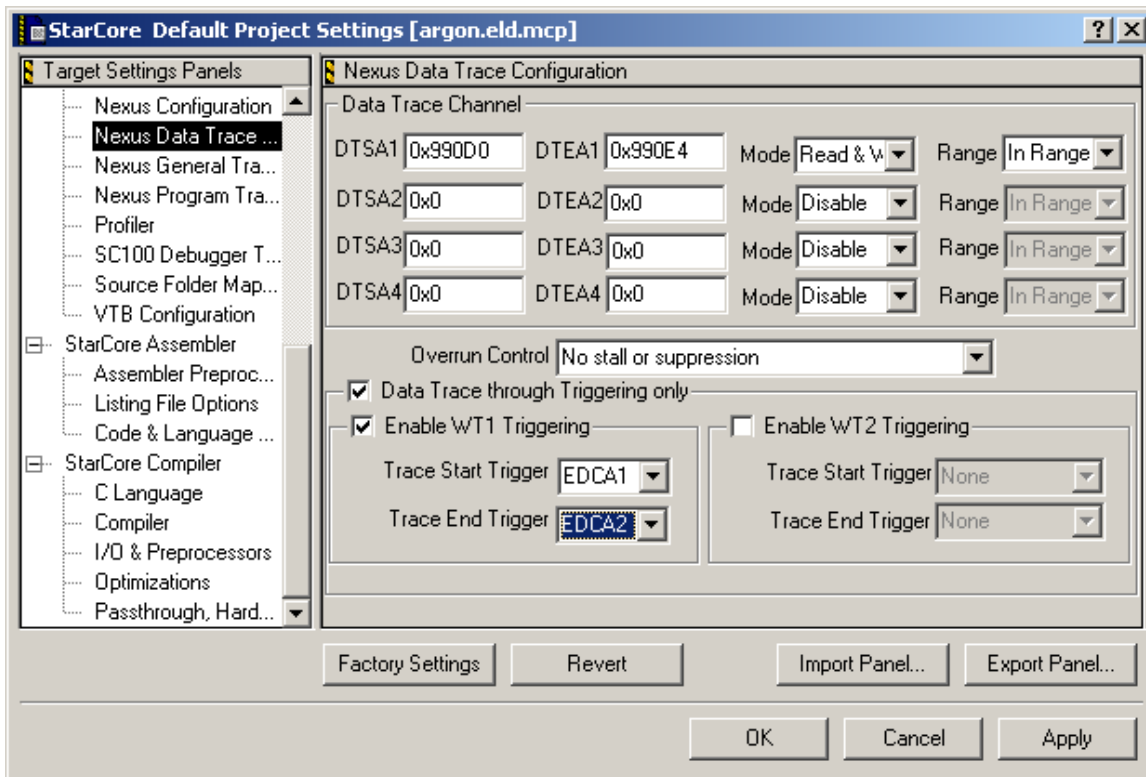 StarCore Default Project Settings [argon.eld.mcp]
Target Settings Panels
Nexus Configuration
Nexus Data Trace ...
Nexus General Tra...
Nexus Program Tra...
Profiler
SC100 Debugger T...
Source Folder Map...
VTB Configuration
StarCore Assembler
Assembler Preproc...
Listing File Options
Code & Language ...
StarCore Compiler
C Language
Compiler
I/O & Preprocessors
Optimizations
Passthrough, Hard...
Nexus Data Trace Configuration
Data Trace Channel
DTSA1 0x990D0 DTEA1 0x990E4 Mode Read & W Range In Range
DTSA2 0x0 DTEA2 0x0 Mode Disable Range In Range
DTSA3 0x0 DTEA3 0x0 Mode Disable Range In Range
DTSA4 0x0 DTEA4 0x0 Mode Disable Range In Range
Overrun Control No stall or suppression
Data Trace through Triggering only
Enable WT1 Triggering
Trace Start Trigger EDCA1
Trace End Trigger EDCA2
Enable WT2 Triggering
Trace Start Trigger None
Trace End Trigger None
Factory Settings Revert Import Panel... Export Panel...
OK Cancel Apply